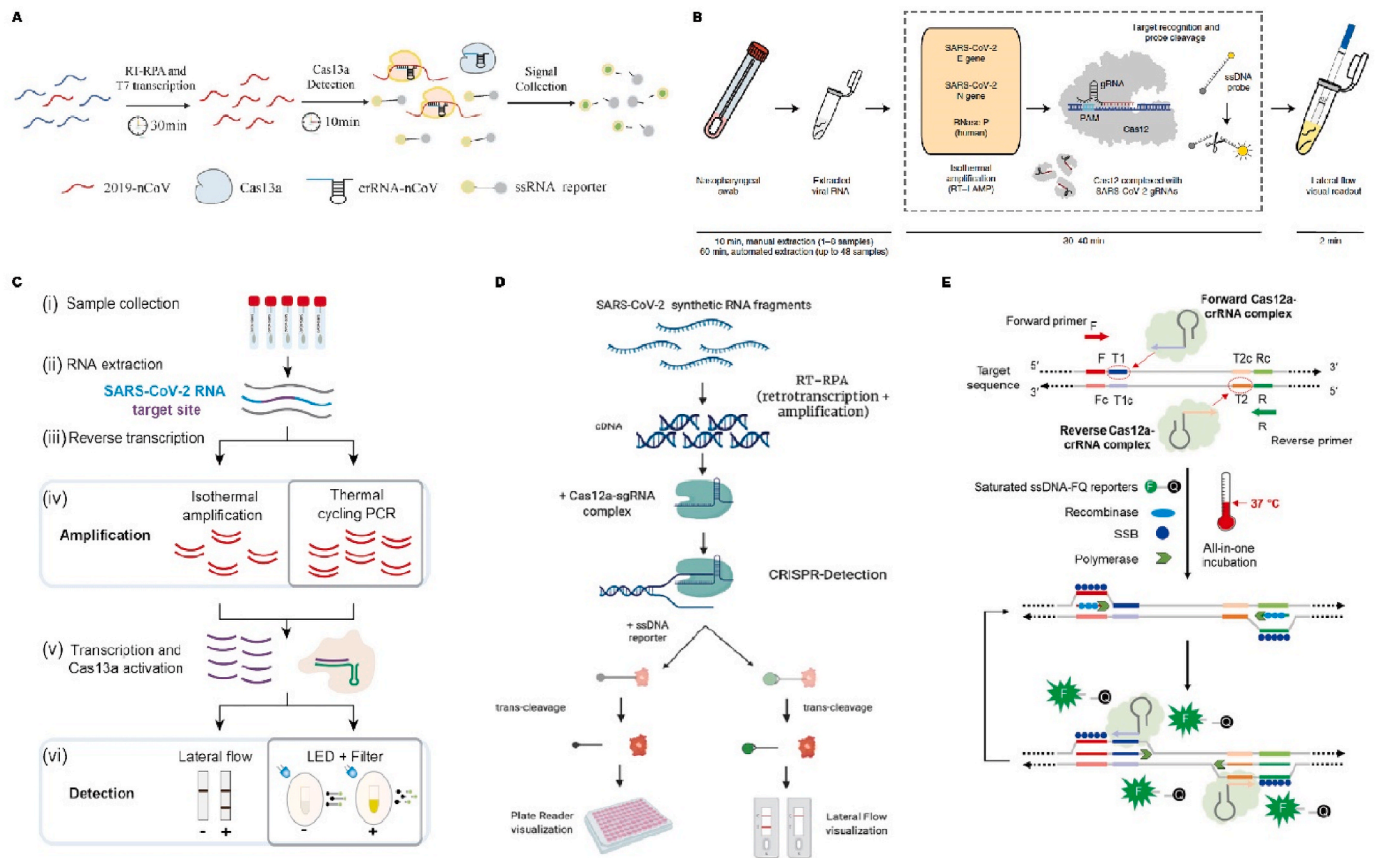 A
RT-RPA and
T7 transcription
30min
Cas13a
Detection
10min
Signal
Collection
2019-nCoV
Cas13a
crRNA-nCoV
ssRNA reporter
B
Nasopharyngeal
swab
Extracted
viral RNA
SARS-CoV-2
E gene
SARS-CoV-2
N gene
RNase P
(human)
Isothermal
amplification
(RT–LAMP)
Target recognition and
probe cleavage
gRNA
PAM
Cas12
ssDNA
probe
Cas12 complexed with
SARS-CoV-2 gRNAs
Lateral flow
visual readout
10 min, manual extraction (1–8 samples)
60 min, automated extraction (up to 48 samples)
30–40 min
2 min
C
(i) Sample collection
(ii) RNA extraction
SARS-CoV-2 RNA
target site
(iii) Reverse transcription
(iv)
Amplification
Isothermal
amplification
Thermal
cycling PCR
(v) Transcription and
Cas13a activation
(vi)
Detection
Lateral flow
- +
LED + Filter
- +
D
SARS-CoV-2 synthetic RNA fragments
RT–RPA
(retrotranscription +
amplification)
cDNA
+ Cas12a-sgRNA
complex
CRISPR-Detection
+ ssDNA
reporter
trans-cleavage
trans-cleavage
Plate Reader
visualization
Lateral Flow
visualization
E
Forward Cas12a-
crRNA complex
Forward primer
F
F T1 T2c Rc
5′ 3′
Target
sequence
3′ 5′
Fc T1c T2 R
R
Reverse Cas12a-
crRNA complex
Reverse primer
Saturated ssDNA-FQ reporters F Q
Recombinase
SSB
Polymerase
37 °C
All-in-one
incubation
F Q
F Q
F Q
F Q